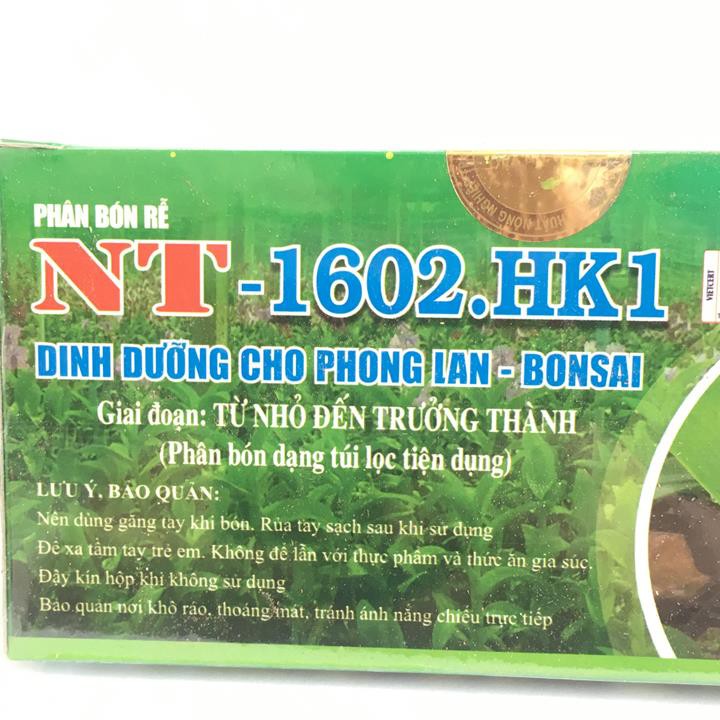 PHÂN BÓN RỄ
NT-1602.HK1
DINH DƯỠNG CHO PHONG LAN - BONSAI
Giai đoạn: TỪ NHỎ ĐẾN TRƯỞNG THÀNH
(Phân bón dạng túi lọc tiện dụng)
LƯU Ý, BẢO QUẢN:
Nên dùng găng tay khi bón. Rửa tay sạch sau khi sử dụng
Để xa tầm tay trẻ em. Không để lẫn với thực phẩm và thức ăn gia súc.
Đậy kín hộp khi không sử dụng
Bảo quản nơi khô ráo, thoáng mát, tránh ánh nắng chiếu trực tiếp
VIETCERT